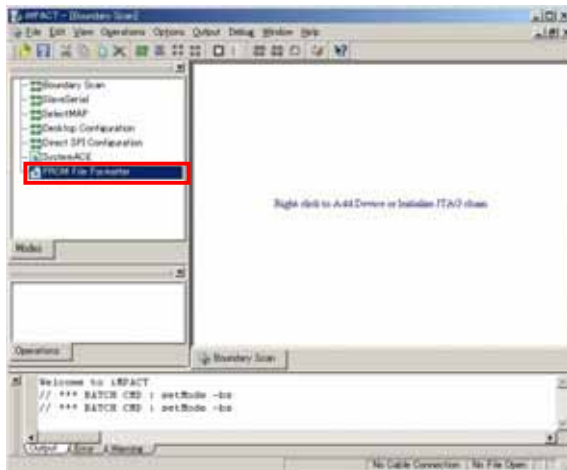 iMPACT - [Boundary Scan]
File Edit View Operations Options Output Debug Window Help
Boundary Scan
SlaveSerial
SelectMAP
Desktop Configuration
Direct SPI Configuration
SystemACE
PROM File Formatter
Right click to Add Device or Initialize JTAG chain
Modes
Operations
Boundary Scan
Welcome to iMPACT
// *** BATCH CMD : setMode -bs
// *** BATCH CMD : setMode -bs
Output Error Warning
No Cable Connection No File Open